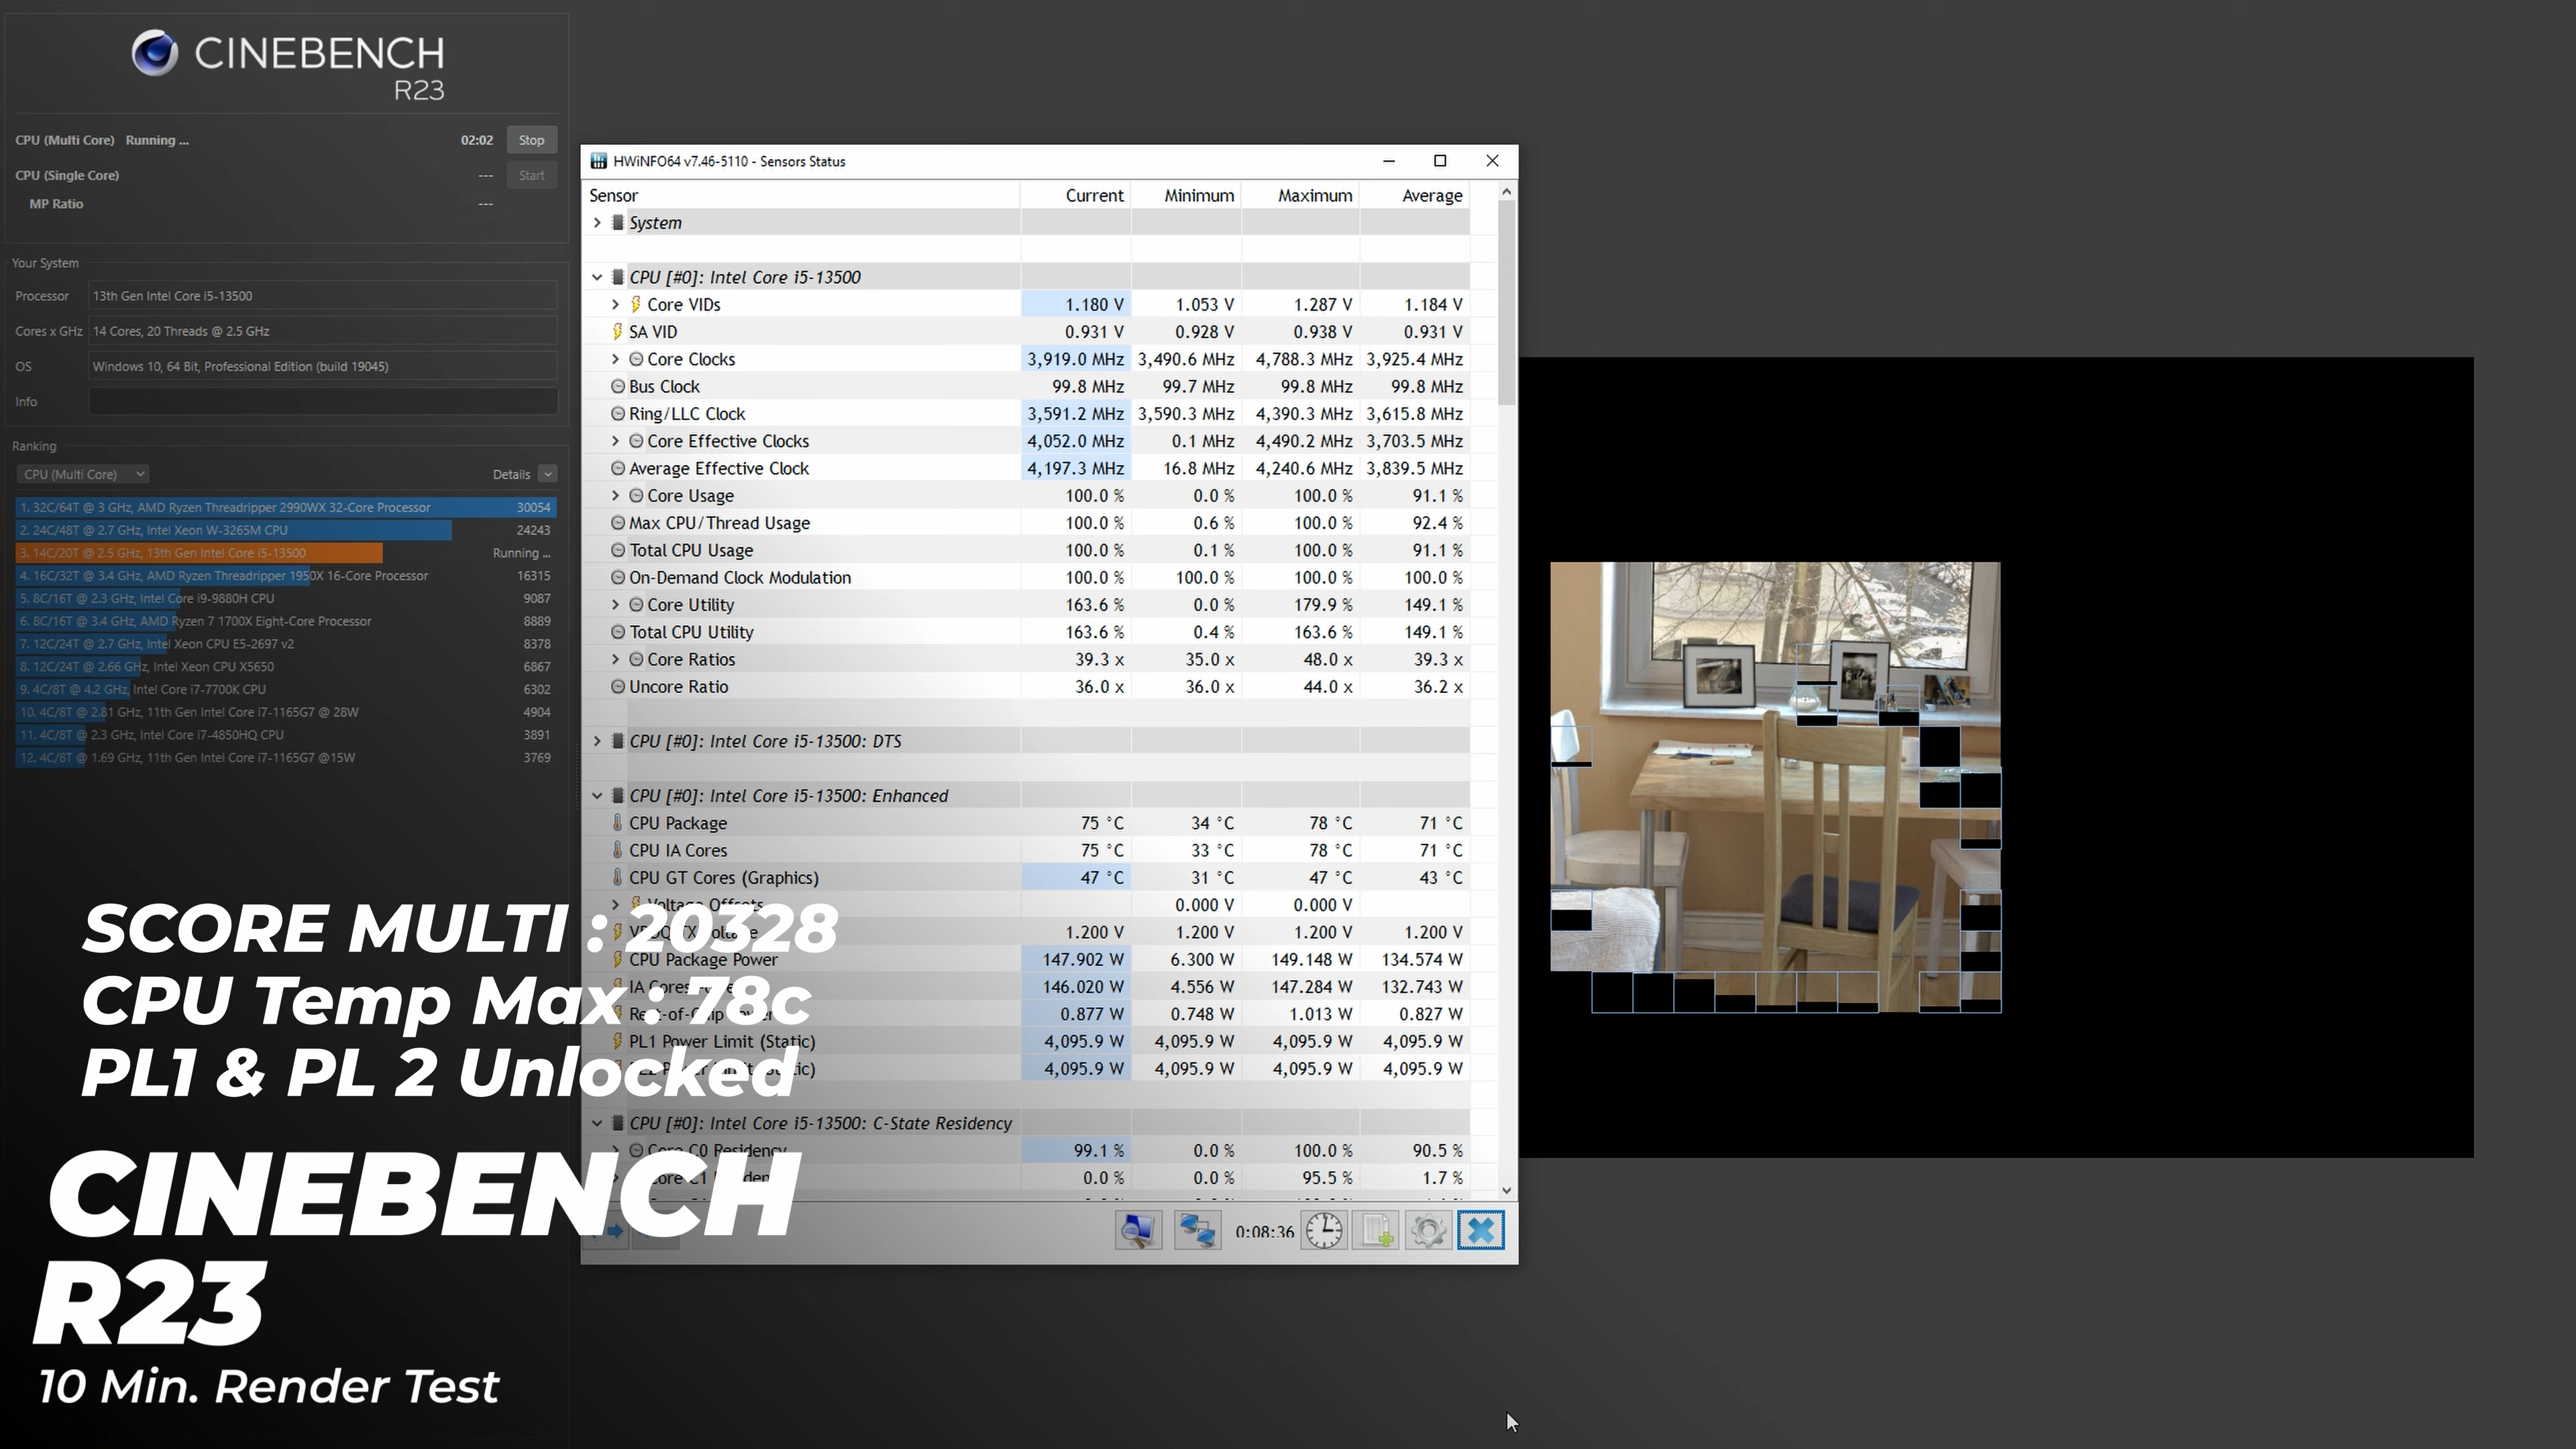 CINEBENCH
R23
CPU (Multi Core) Running ... 02:02 Stop
CPU (Single Core) --- Start
MP Ratio ---
Your System
Processor 13th Gen Intel Core i5-13500
Cores x GHz 14 Cores, 20 Threads @ 2.5 GHz
OS Windows 10, 64 Bit, Professional Edition (build 19045)
Info
Ranking
CPU (Multi Core) Details
1. 32C/64T @ 3 GHz, AMD Ryzen Threadripper 2990WX 32-Core Processor 30054
2. 24C/48T @ 2.7 GHz, Intel Xeon W-3265M CPU 24243
3. 14C/20T @ 2.5 GHz, 13th Gen Intel Core i5-13500 Running ...
4. 16C/32T @ 3.4 GHz, AMD Ryzen Threadripper 1950X 16-Core Processor 16315
5. 8C/16T @ 2.3 GHz, Intel Core i9-9880H CPU 9087
6. 8C/16T @ 3.4 GHz, AMD Ryzen 7 1700X Eight-Core Processor 8889
7. 12C/24T @ 2.7 GHz, Intel Xeon CPU E5-2697 v2 8378
8. 12C/24T @ 2.66 GHz, Intel Xeon CPU X5650 6867
9. 4C/8T @ 4.2 GHz, Intel Core i7-7700K CPU 6302
10. 4C/8T @ 2.81 GHz, 11th Gen Intel Core i7-1165G7 @ 28W 4904
11. 4C/8T @ 2.3 GHz, Intel Core i7-4850HQ CPU 3891
12. 4C/8T @ 1.69 GHz, 11th Gen Intel Core i7-1165G7 @15W 3769
SCORE MULTI : 20328
CPU Temp Max : 78c
PL1 & PL 2 Unlocked
CINEBENCH
R23
10 Min. Render Test
HWiNFO64 v7.46-5110 - Sensors Status
Sensor Current Minimum Maximum Average
System
CPU [#0]: Intel Core i5-13500
Core VIDs 1.180 V 1.053 V 1.287 V 1.184 V
SA VID 0.931 V 0.928 V 0.938 V 0.931 V
Core Clocks 3,919.0 MHz 3,490.6 MHz 4,788.3 MHz 3,925.4 MHz
Bus Clock 99.8 MHz 99.7 MHz 99.8 MHz 99.8 MHz
Ring/LLC Clock 3,591.2 MHz 3,590.3 MHz 4,390.3 MHz 3,615.8 MHz
Core Effective Clocks 4,052.0 MHz 0.1 MHz 4,490.2 MHz 3,703.5 MHz
Average Effective Clock 4,197.3 MHz 16.8 MHz 4,240.6 MHz 3,839.5 MHz
Core Usage 100.0 % 0.0 % 100.0 % 91.1 %
Max CPU/Thread Usage 100.0 % 0.6 % 100.0 % 92.4 %
Total CPU Usage 100.0 % 0.1 % 100.0 % 91.1 %
On-Demand Clock Modulation 100.0 % 100.0 % 100.0 % 100.0 %
Core Utility 163.6 % 0.0 % 179.9 % 149.1 %
Total CPU Utility 163.6 % 0.4 % 163.6 % 149.1 %
Core Ratios 39.3 x 35.0 x 48.0 x 39.3 x
Uncore Ratio 36.0 x 36.0 x 44.0 x 36.2 x
CPU [#0]: Intel Core i5-13500: DTS
CPU [#0]: Intel Core i5-13500: Enhanced
CPU Package 75 °C 34 °C 78 °C 71 °C
CPU IA Cores 75 °C 33 °C 78 °C 71 °C
CPU GT Cores (Graphics) 47 °C 31 °C 47 °C 43 °C
Voltage Offsets 0.000 V 0.000 V
1.200 V 1.200 V 1.200 V 1.200 V
CPU Package Power 147.902 W 6.300 W 149.148 W 134.574 W
IA Cores 146.020 W 4.556 W 147.284 W 132.743 W
0.877 W 0.748 W 1.013 W 0.827 W
PL1 Power Limit (Static) 4,095.9 W 4,095.9 W 4,095.9 W 4,095.9 W
4,095.9 W 4,095.9 W 4,095.9 W 4,095.9 W
CPU [#0]: Intel Core i5-13500: C-State Residency
Core C0 Residency 99.1 % 0.0 % 100.0 % 90.5 %
0.0 % 0.0 % 95.5 % 1.7 %
0:08:36